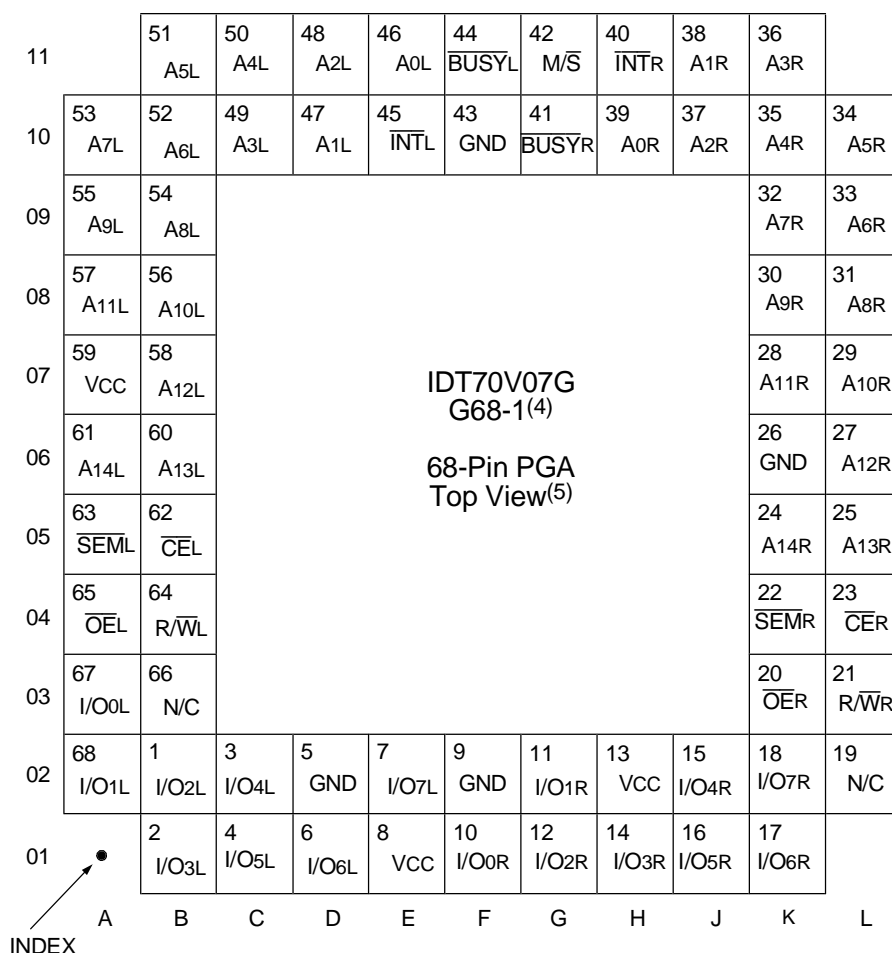 11
51 50 48 46 44 42 40 38 36
A5L A4L A2L A0L BUSYL M/S INTR A1R A3R
10
53 52 49 47 45 43 41 39 37 35 34
A7L A6L A3L A1L INTL GND BUSYR A0R A2R A4R A5R
09
55 54 32 33
A9L A8L A7R A6R
08
57 56 30 31
A11L A10L A9R A8R
07
59 58 28 29
VCC A12L A11R A10R
IDT70V07G
G68-1(4)
06
61 60 26 27
A14L A13L GND A12R
68-Pin PGA
Top View(5)
05
63 62 24 25
SEML CEL A14R A13R
04
65 64 22 23
OEL R/WL SEMR CER
03
67 66 20 21
I/O0L N/C OER R/WR
02
68 1 3 5 7 9 11 13 15 18 19
I/O1L I/O2L I/O4L GND I/O7L GND I/O1R VCC I/O4R I/O7R N/C
01
2 4 6 8 10 12 14 16 17
I/O3L I/O5L I/O6L VCC I/O0R I/O2R I/O3R I/O5R I/O6R
A B C D E F G H J K L
INDEX